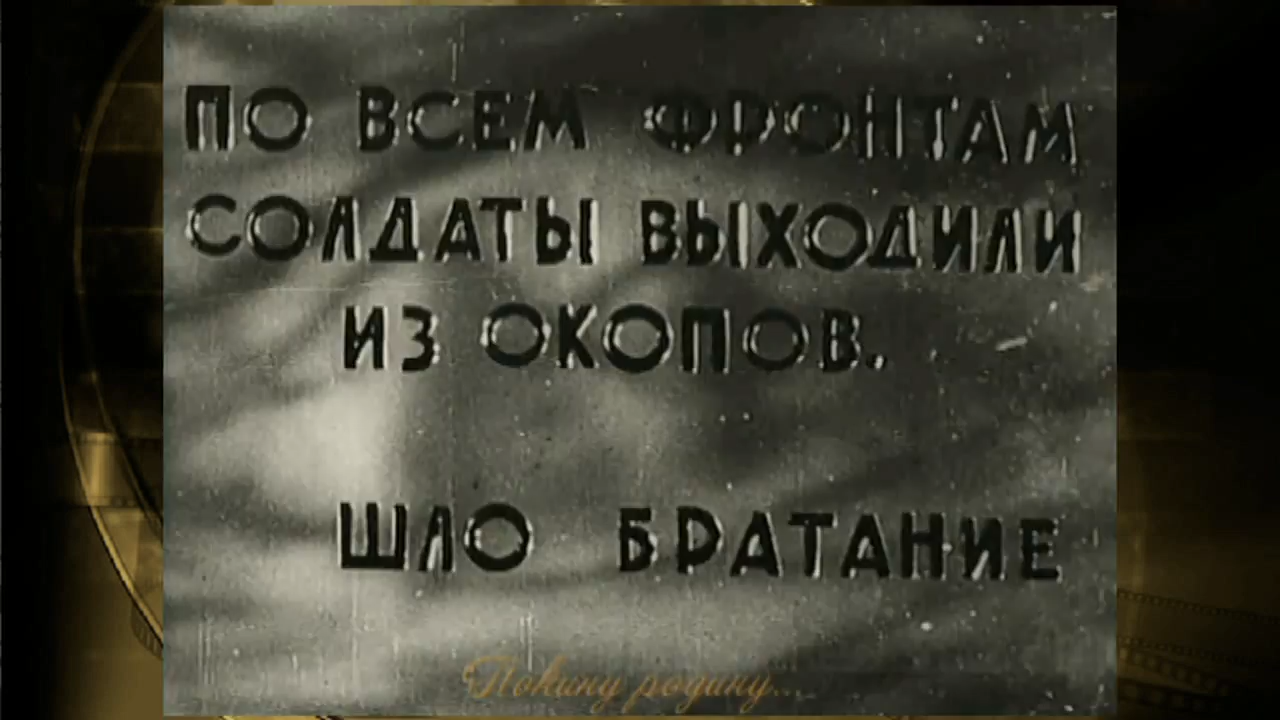 ПО ВСЕМ ФРОНТАМ
СОЛДАТЫ ВЫХОДИЛИ
ИЗ ОКОПОВ.
ШЛО БРАТАНИЕ
Покину родину...